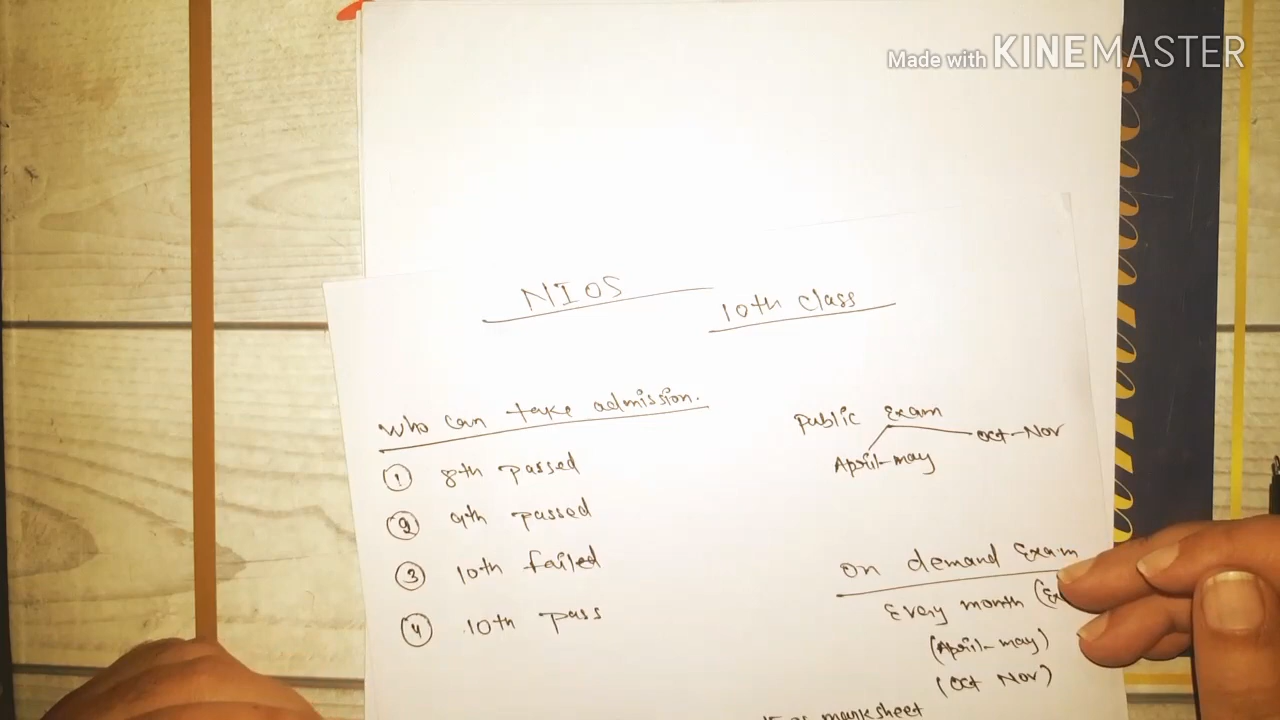 Made with KINEMASTER
NIOS
10th Class
Who can take admission.
① 8th passed
② 9th passed
③ 10th failed
④ 10th pass
Public Exam
April-may
Oct-Nov
On demand Exam
Every month (Ex
(April-may)
(Oct Nov)
marksheet